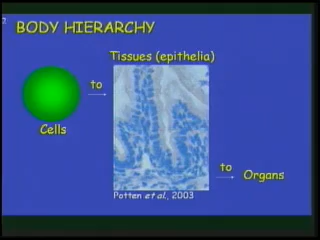 BODY HIERARCHY
Tissues (epithelia)
to
Cells
to
Organs
Potten et al., 2003